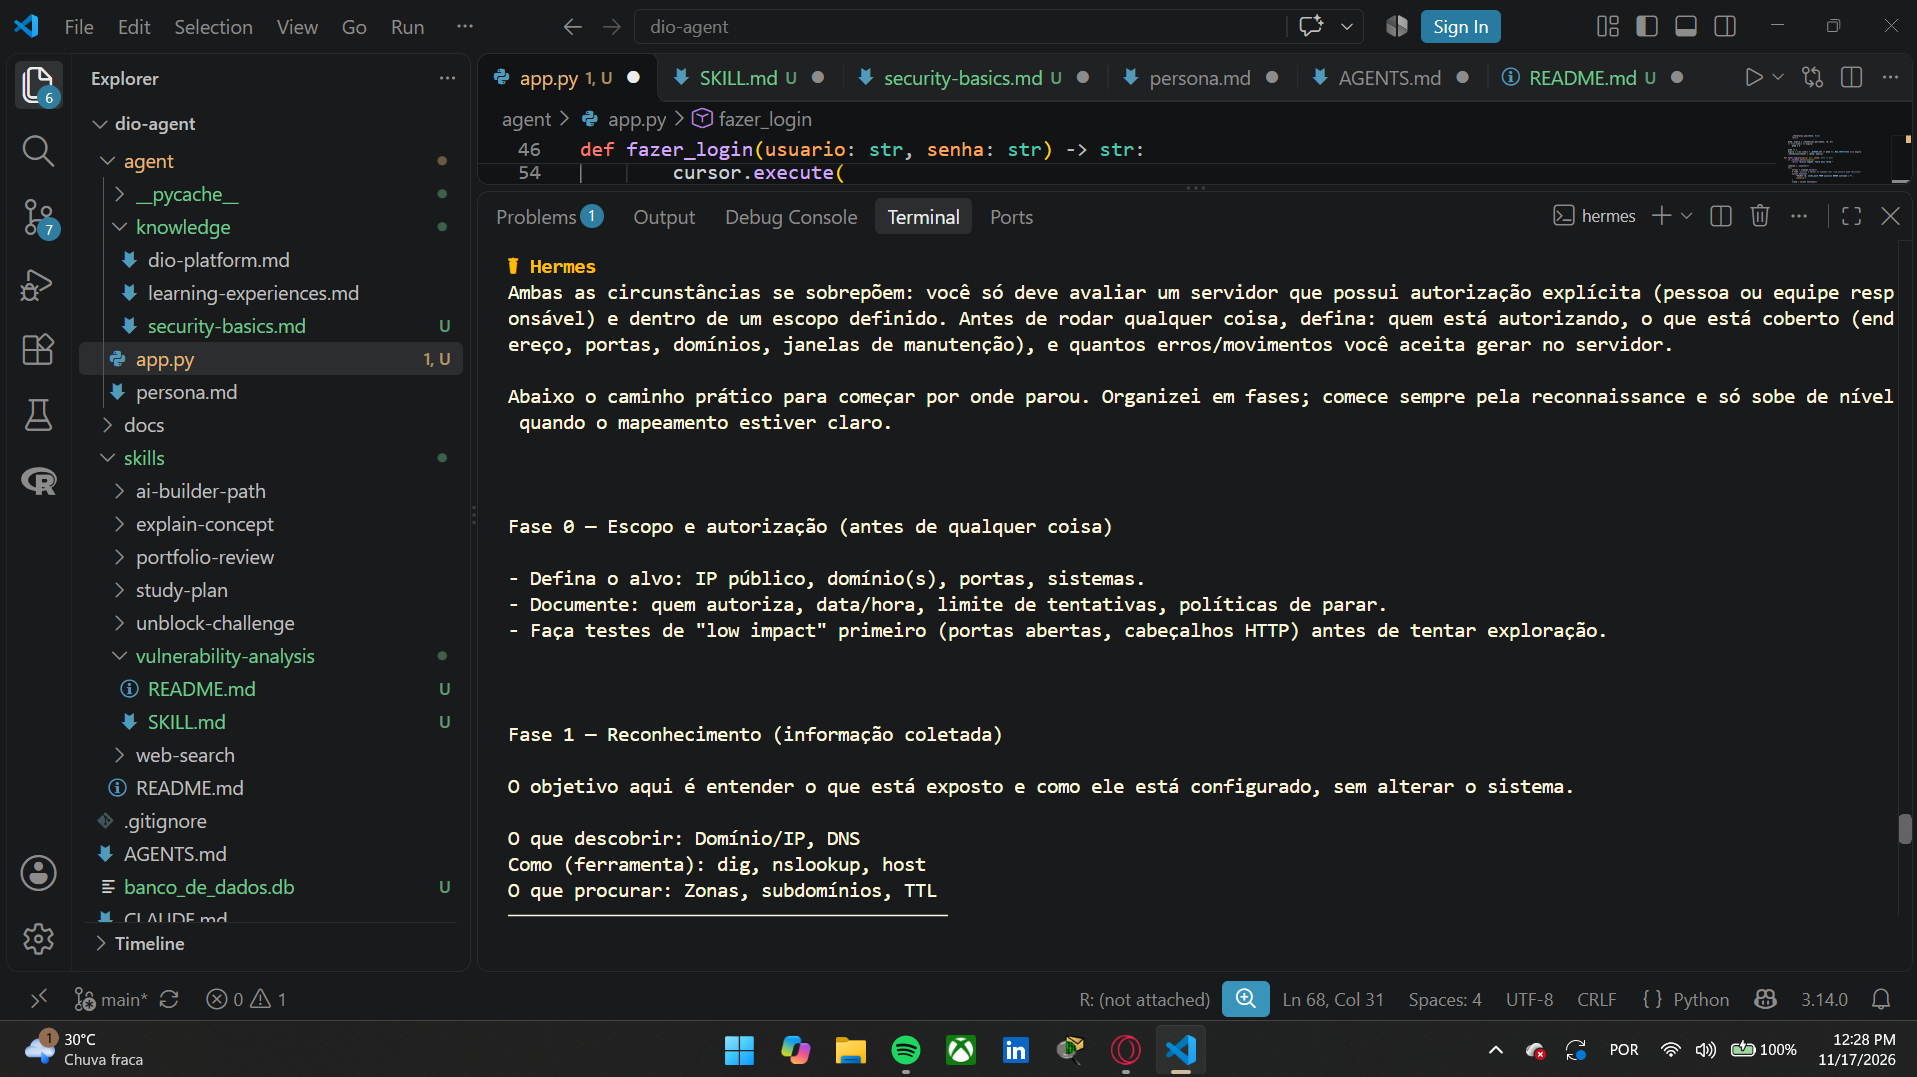 File Edit Selection View Go Run ···
dio-agent
Sign In
Explorer
6
7
dio-agent
agent
__pycache__
knowledge
dio-platform.md
learning-experiences.md
security-basics.md U
app.py 1, U
persona.md
docs
skills
ai-builder-path
explain-concept
portfolio-review
study-plan
unblock-challenge
vulnerability-analysis
README.md U
SKILL.md U
web-search
README.md
.gitignore
AGENTS.md
banco_de_dados.db U
CLAUDE.md
Timeline
app.py 1, U SKILL.md U security-basics.md U persona.md AGENTS.md README.md U
agent > app.py > fazer_login
46 def fazer_login(usuario: str, senha: str) -> str:
54 cursor.execute(
Problems 1 Output Debug Console Terminal Ports
hermes
Hermes
Ambas as circunstâncias se sobrepõem: você só deve avaliar um servidor que possui autorização explícita (pessoa ou equipe resp
onsável) e dentro de um escopo definido. Antes de rodar qualquer coisa, defina: quem está autorizando, o que está coberto (end
ereço, portas, domínios, janelas de manutenção), e quantos erros/movimentos você aceita gerar no servidor.
Abaixo o caminho prático para começar por onde parou. Organizei em fases; comece sempre pela reconnaissance e só sobe de nível
quando o mapeamento estiver claro.
Fase 0 — Escopo e autorização (antes de qualquer coisa)
- Defina o alvo: IP público, domínio(s), portas, sistemas.
- Documente: quem autoriza, data/hora, limite de tentativas, políticas de parar.
- Faça testes de "low impact" primeiro (portas abertas, cabeçalhos HTTP) antes de tentar exploração.
Fase 1 — Reconhecimento (informação coletada)
O objetivo aqui é entender o que está exposto e como ele está configurado, sem alterar o sistema.
O que descobrir: Domínio/IP, DNS
Como (ferramenta): dig, nslookup, host
O que procurar: Zonas, subdomínios, TTL
main* 0 1
R: (not attached) Ln 68, Col 31 Spaces: 4 UTF-8 CRLF { } Python 3.14.0
1
30°C
Chuva fraca
POR
100%
12:28 PM
11/17/2026